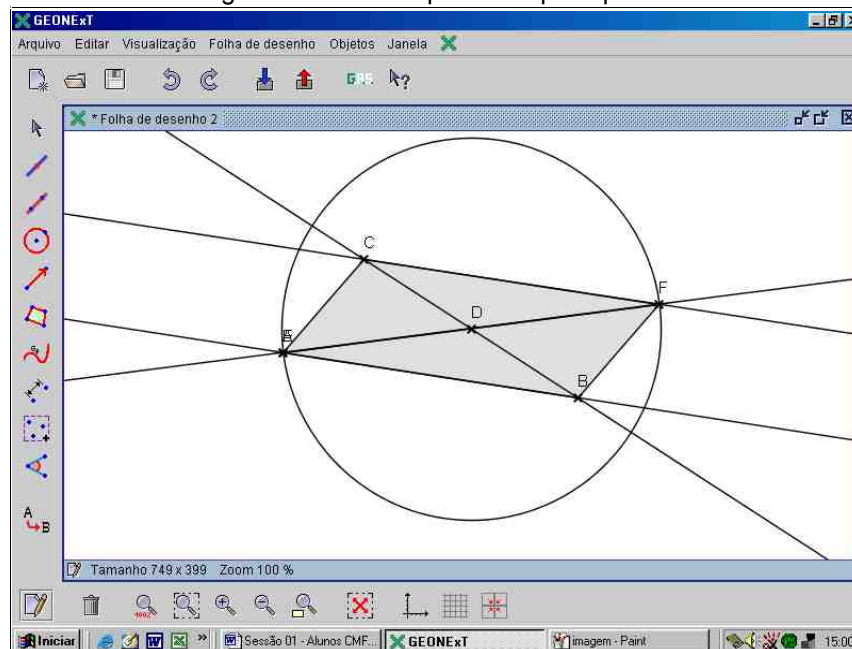 GEONExT
Arquivo Editar Visualização Folha de desenho Objetos Janela
* Folha de desenho 2
C
F
D
E
B
A
B
Tamanho 749 x 399 Zoom 100 %
Iniciar » Sessão 01 - Alunos CMF... GEONExT imagem - Paint 15:00